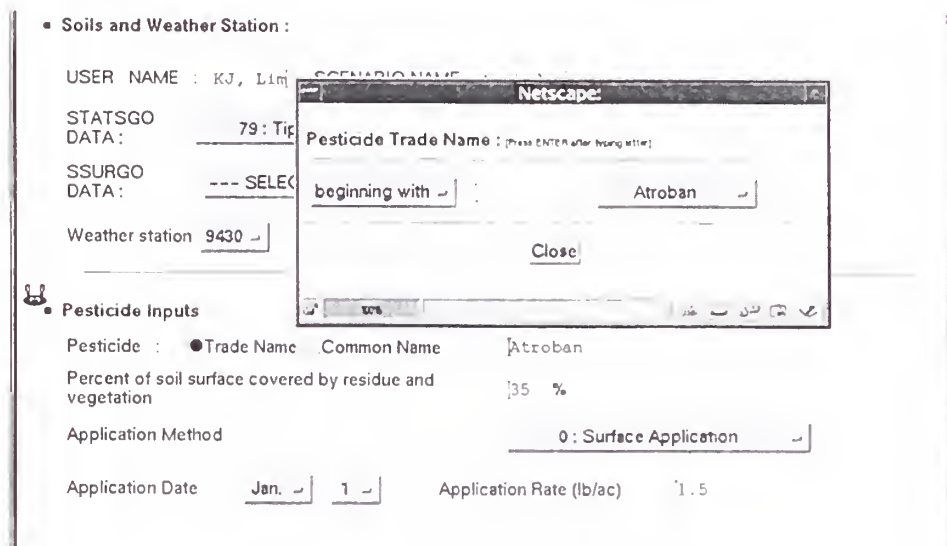 Soils and Weather Station :
USER NAME : KJ, Lim SCENARIO NAME
Netscape:
STATSGO DATA : 79 : Tip
Pesticide Trade Name : [Press ENTER after typing letter]
SSURGO DATA : --- SELEC
beginning with : Atroban
Weather station 9430
Close
Pesticide Inputs
Pesticide : Trade Name Common Name Atroban
Percent of soil surface covered by residue and
vegetation 35 %
Application Method 0 : Surface Application
Application Date Jan. 1 Application Rate (lb/ac) 1.5